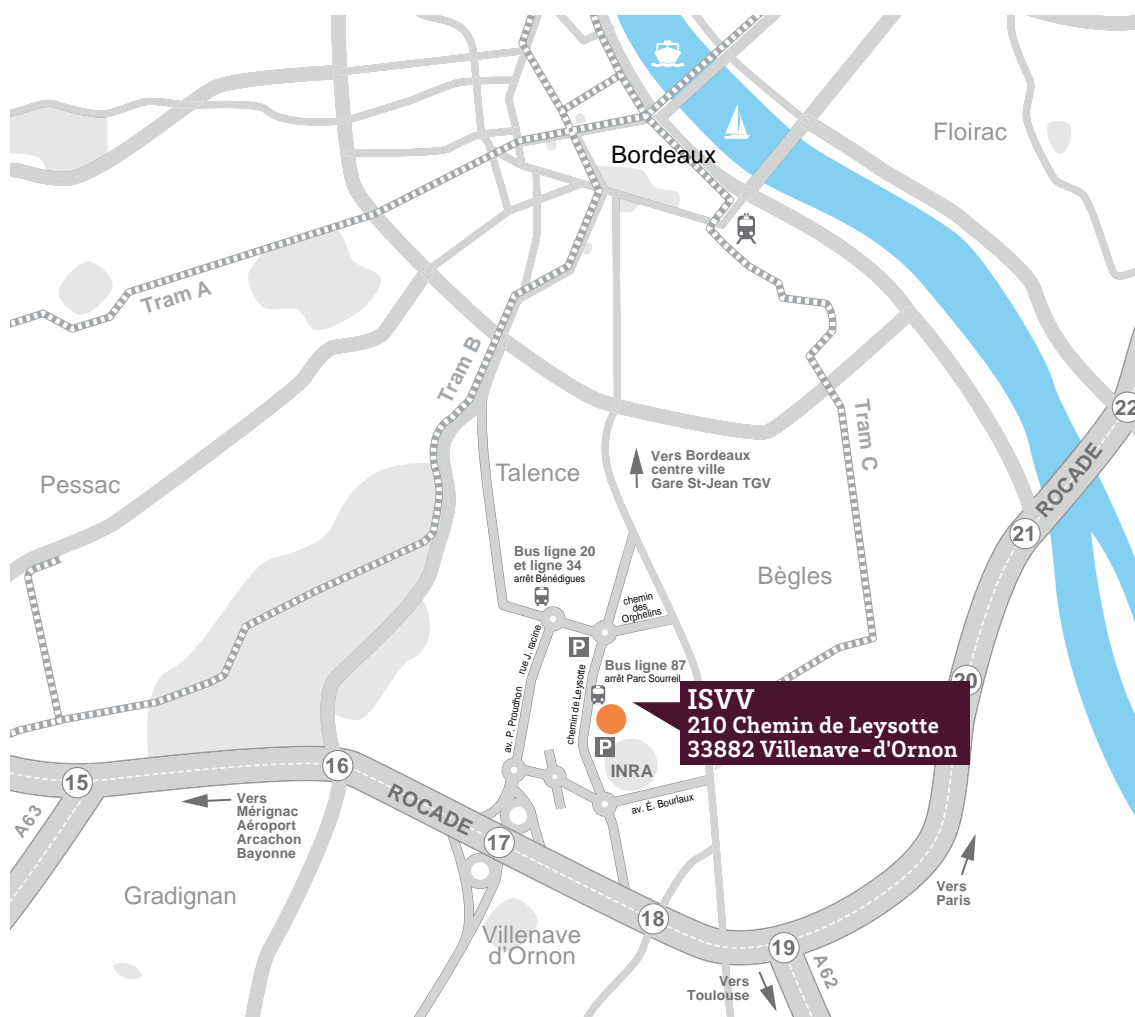 Floirac
Bordeaux
Tram A
Tram B
Tram C
22
ROCADE
Vers Bordeaux
centre ville
Gare St-Jean TGV
Talence
Pessac
21
Bus ligne 20
et ligne 34
arrêt Bénédigues
Bègles
chemin
des
Orphelins
P
rue J. racine
Bus ligne 87
arrêt Parc Sourreil
chemin de Leysotte
av. P. Proudhon
20
ISVV
210 Chemin de Leysotte
33882 Villenave-d'Ornon
P
INRA
16
15
A63
Vers
Mérignac
Aéroport
Arcachon
Bayonne
ROCADE
av. É. Bourlaux
17
Gradignan
Vers
Paris
18
Villenave
d'Ornon
19
A62
Vers
Toulouse